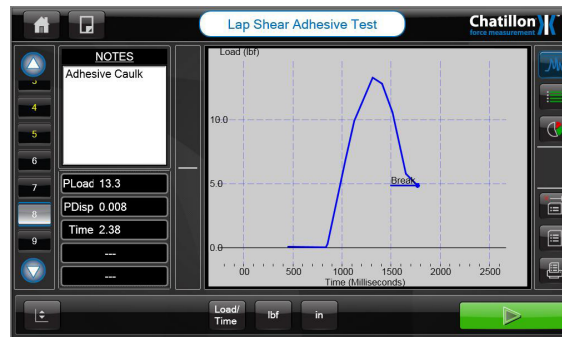 Lap Shear Adhesive Test
Chatillon
force measurement
NOTES
Adhesive Caulk
4
5
6
7
8
9
PLoad 13.3
PDisp 0.008
Time 2.38
---
---
Load (lbf)
10.0
5.0
0.0
Break
00 500 1000 1500 2000 2500
Time (Milliseconds)
Load/
Time
lbf
in